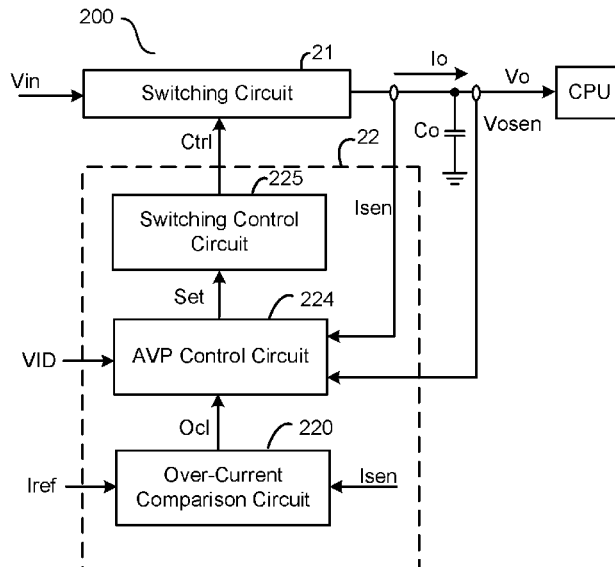 200
21
Io
Vin
Switching Circuit
Vo
CPU
Co
Vosen
Ctrl
22
225
Isen
Switching Control
Circuit
Set
224
VID
AVP Control Circuit
Ocl
220
Iref
Over-Current
Comparison Circuit
Isen